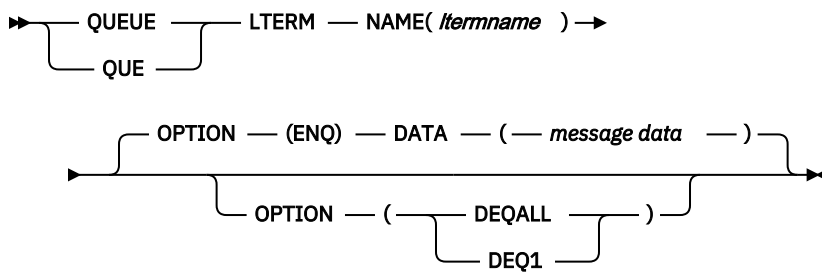 QUEUE LTERM NAME( ltermname )
QUE
OPTION (ENQ) DATA ( message data )
OPTION ( DEQALL )
DEQ1